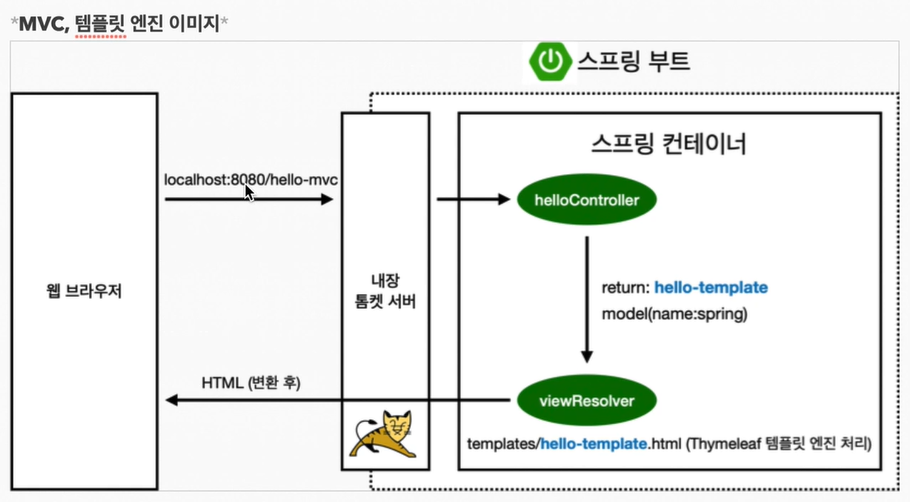 *MVC, 템플릿 엔진 이미지*
스프링 부트
스프링 컨테이너
localhost:8080/hello-mvc
helloController
웹 브라우저
내장
톰켓 서버
return: hello-template
model(name:spring)
HTML (변환 후)
viewResolver
templates/hello-template.html (Thymeleaf 템플릿 엔진 처리)